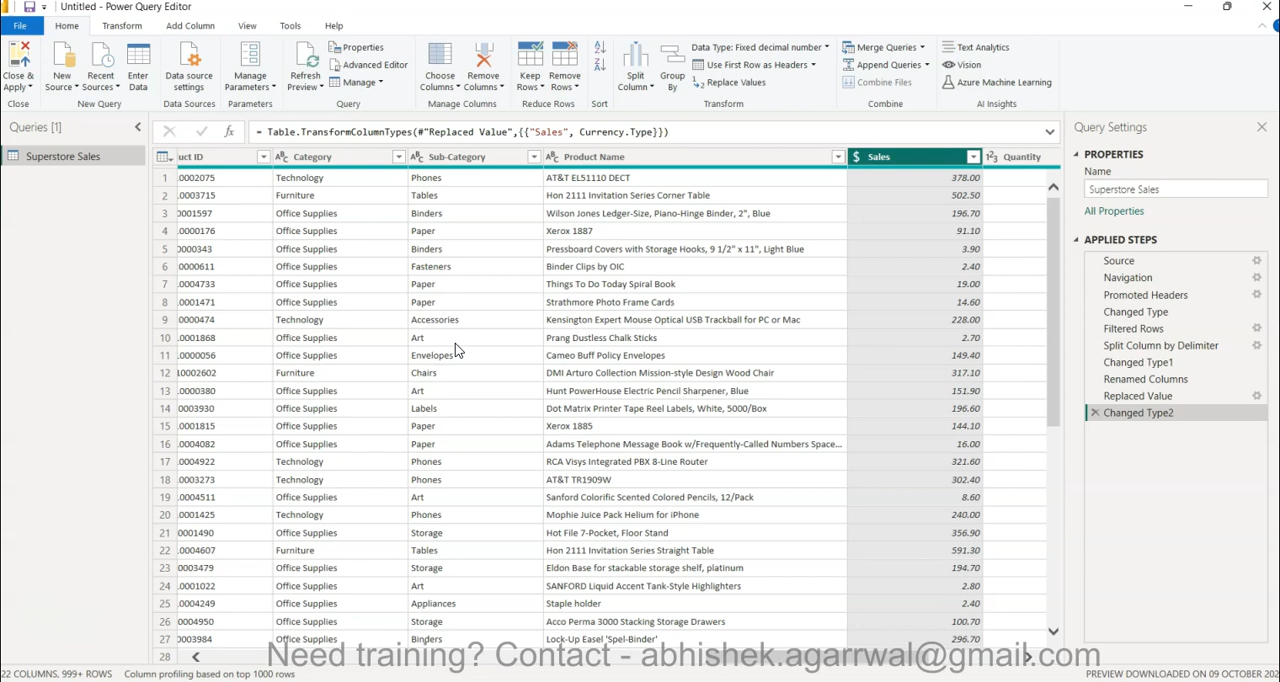 Untitled - Power Query Editor
File Home Transform Add Column View Tools Help
Close & Apply New Source Recent Sources Enter Data Data source settings Manage Parameters Refresh Preview Properties Advanced Editor Manage Choose Columns Remove Columns Keep Rows Remove Rows Split Column Group By Data Type: Fixed decimal number Use First Row as Headers Replace Values Merge Queries Append Queries Combine Files Text Analytics Vision Azure Machine Learning
Close New Query Data Sources Parameters Query Manage Columns Reduce Rows Sort Transform Combine AI Insights
Queries [1]
Superstore Sales
= Table.TransformColumnTypes(#"Replaced Value",{{"Sales", Currency.Type}})
uct ID Category Sub-Category Product Name $ Sales 123 Quantity
1 .0002075 Technology Phones AT&T EL51110 DECT 378.00
2 .0003715 Furniture Tables Hon 2111 Invitation Series Corner Table 502.50
3 0001597 Office Supplies Binders Wilson Jones Ledger-Size, Piano-Hinge Binder, 2", Blue 196.70
4 .0000176 Office Supplies Paper Xerox 1887 91.10
5 .0000343 Office Supplies Binders Pressboard Covers with Storage Hooks, 9 1/2" x 11", Light Blue 3.90
6 .0000611 Office Supplies Fasteners Binder Clips by OIC 2.40
7 .0004733 Office Supplies Paper Things To Do Today Spiral Book 19.00
8 .0001471 Office Supplies Paper Strathmore Photo Frame Cards 14.60
9 .0000474 Technology Accessories Kensington Expert Mouse Optical USB Trackball for PC or Mac 228.00
10 .0001868 Office Supplies Art Prang Dustless Chalk Sticks 2.70
11 .0000056 Office Supplies Envelopes Cameo Buff Policy Envelopes 149.40
12 10002602 Furniture Chairs DMI Arturo Collection Mission-style Design Wood Chair 317.10
13 .0000380 Office Supplies Art Hunt PowerHouse Electric Pencil Sharpener, Blue 151.90
14 .0003930 Office Supplies Labels Dot Matrix Printer Tape Reel Labels, White, 5000/Box 196.60
15 .0001815 Office Supplies Paper Xerox 1885 144.10
16 .0004082 Office Supplies Paper Adams Telephone Message Book w/Frequently-Called Numbers Space... 16.00
17 .0004922 Technology Phones RCA Visys Integrated PBX 8-Line Router 321.60
18 .0003273 Technology Phones AT&T TR1909W 302.40
19 .0004511 Office Supplies Art Sanford Colorific Scented Colored Pencils, 12/Pack 8.60
20 .0001425 Technology Phones Mophie Juice Pack Helium for iPhone 240.00
21 .0001490 Office Supplies Storage Hot File 7-Pocket, Floor Stand 356.90
22 .0004607 Furniture Tables Hon 2111 Invitation Series Straight Table 591.30
23 .0003479 Office Supplies Storage Eldon Base for stackable storage shelf, platinum 194.70
24 .0001022 Office Supplies Art SANFORD Liquid Accent Tank-Style Highlighters 2.80
25 .0004249 Office Supplies Appliances Staple holder 2.40
26 .0004950 Office Supplies Storage Acco Perma 3000 Stacking Storage Drawers 100.70
27 .0003984 Office Supplies Binders Lock-Up Easel 'Spel-Binder' 296.70
28
Query Settings
PROPERTIES
Name
Superstore Sales
All Properties
APPLIED STEPS
Source
Navigation
Promoted Headers
Changed Type
Filtered Rows
Split Column by Delimiter
Changed Type1
Renamed Columns
Replaced Value
Changed Type2
Need training? Contact - abhishek.agarrwal@gmail.com
22 COLUMNS, 999+ ROWS Column profiling based on top 1000 rows PREVIEW DOWNLOADED ON 09 OCTOBER 202